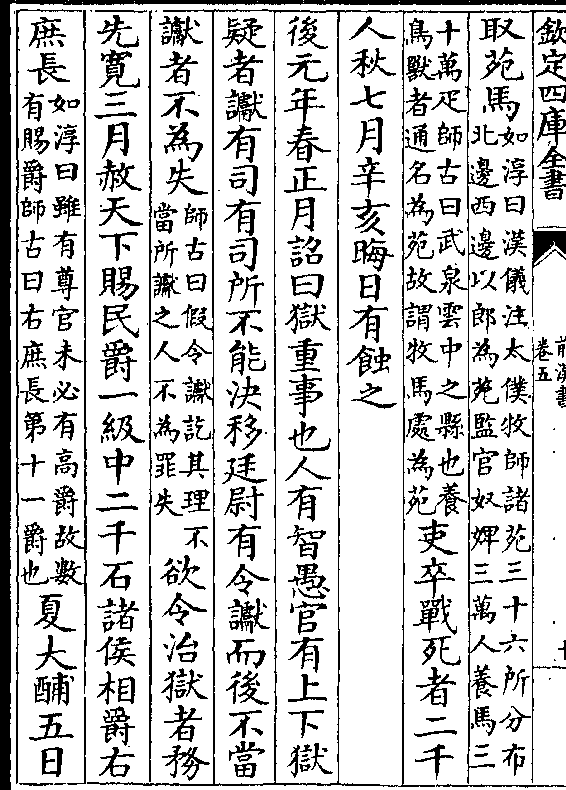 欽定四庫全書
前漢書
卷五
取苑馬如淳曰漢儀注太僕牧師諸苑三十六所分布北邊西邊以郎為苑監官奴婢三萬人養馬三
十萬疋師古曰武泉雲中之縣也養鳥獸者通名為苑故謂牧馬處為苑吏卒戰死者二千
人秋七月辛亥晦日有蝕之
後元年春正月詔曰獄重事也人有智愚官有上下獄
疑者讞有司有司所不能決移廷尉有令讞而後不當
讞者不為失師古曰假令讞訖其理不當所讞之人不為罪失欲令治獄者務
先寛三月赦天下賜民爵一級中二千石諸侯相爵右
庶長如淳曰雖有尊官未必有高爵故數有賜爵師古曰右庶長第十一爵也夏大酺五日